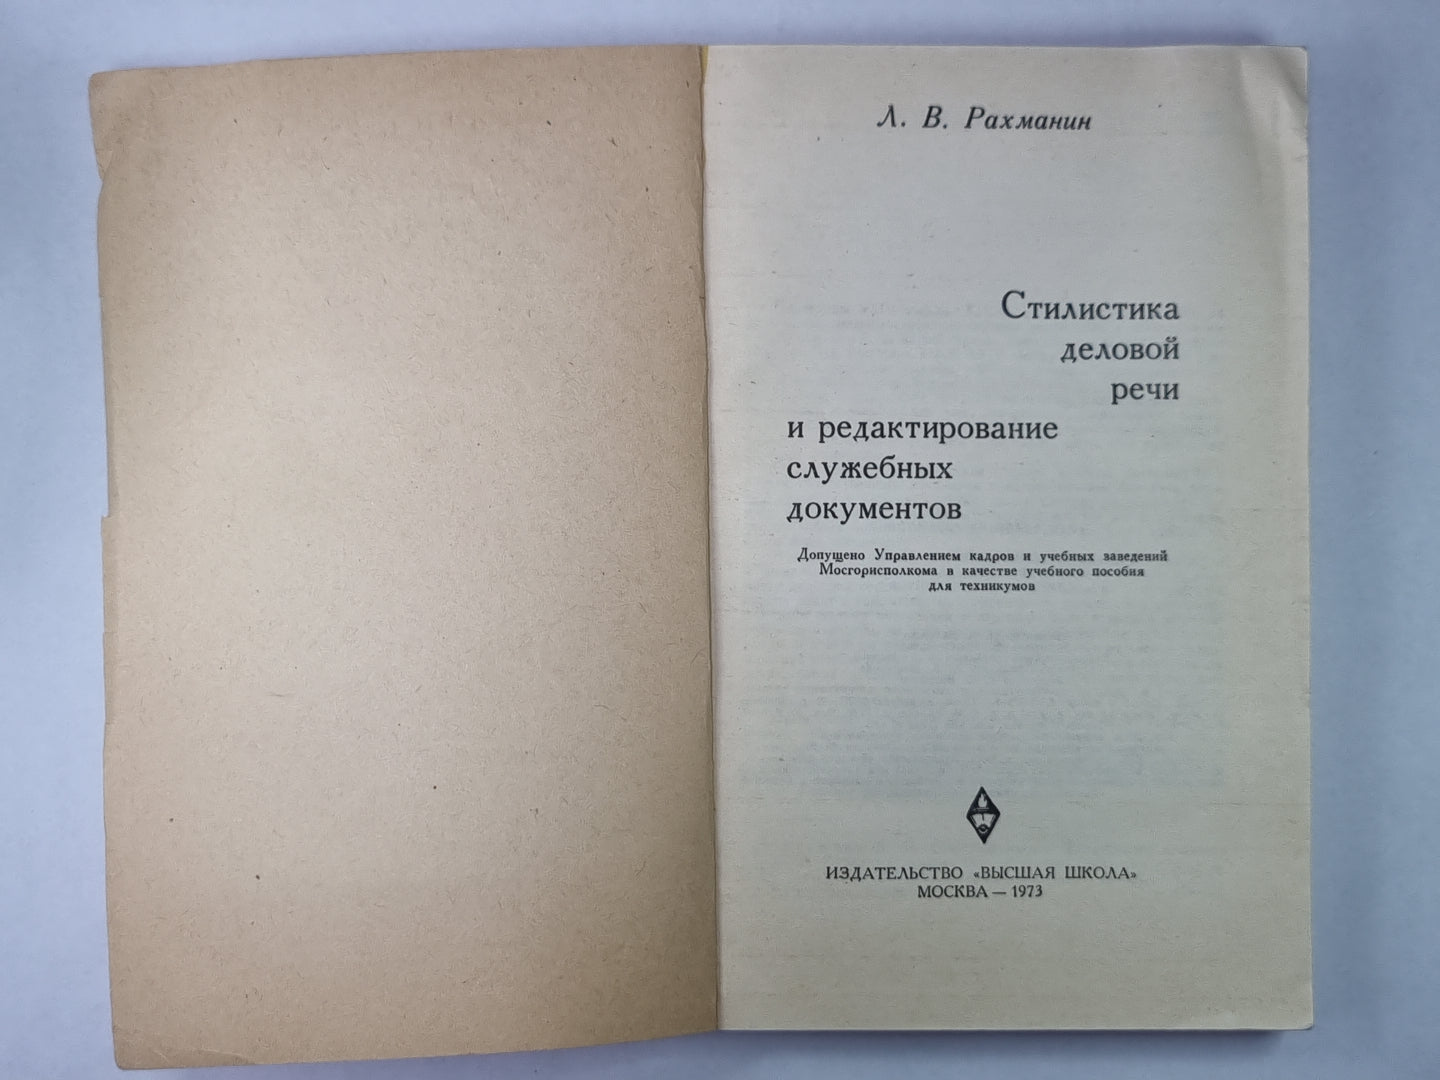 Л. В. Рахманин
Стилистика
деловой
речи
и редактирование
служебных
документов
Допущено Управлением кадров и учебных заведений
Мосгорисполкома в качестве учебного пособия
для техникумов
ИЗДАТЕЛЬСТВО «ВЫСШАЯ ШКОЛА»
МОСКВА — 1973